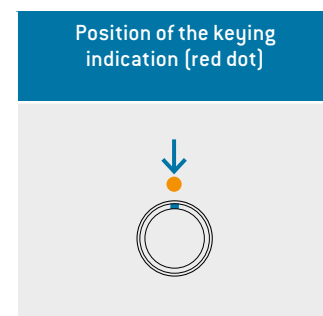 Position of the keying
indication (red dot)